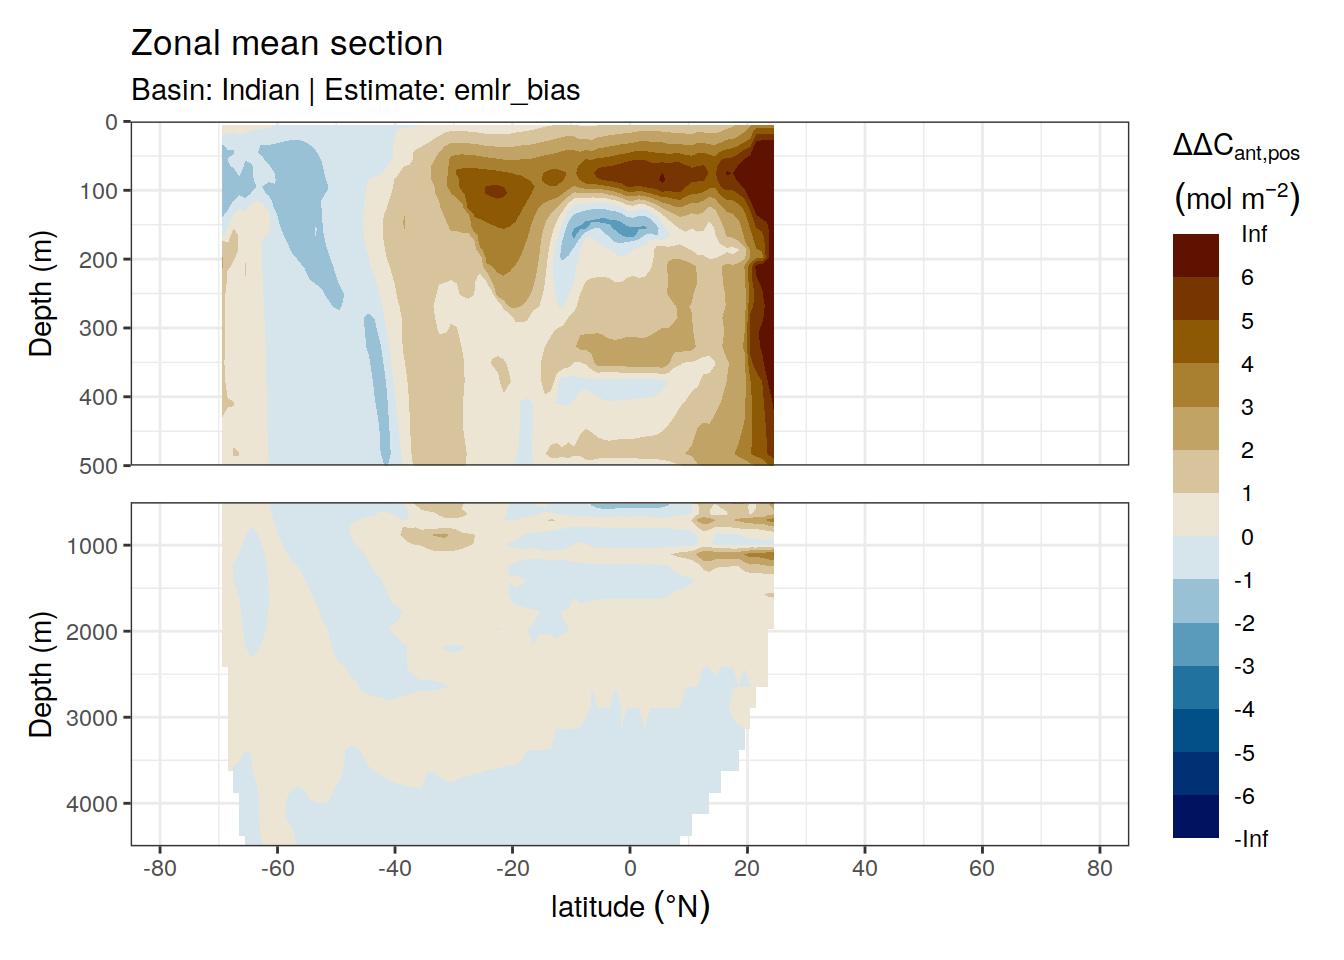 Zonal mean section
Basin: Indian | Estimate: emlr_bias
Depth (m)
0
100
200
300
400
500
Depth (m)
1000
2000
3000
4000
-80 -60 -40 -20 0 20 40 60 80
latitude (°N)
ΔΔCant,pos
(mol m−2)
Inf
6
5
4
3
2
1
0
-1
-2
-3
-4
-5
-6
-Inf